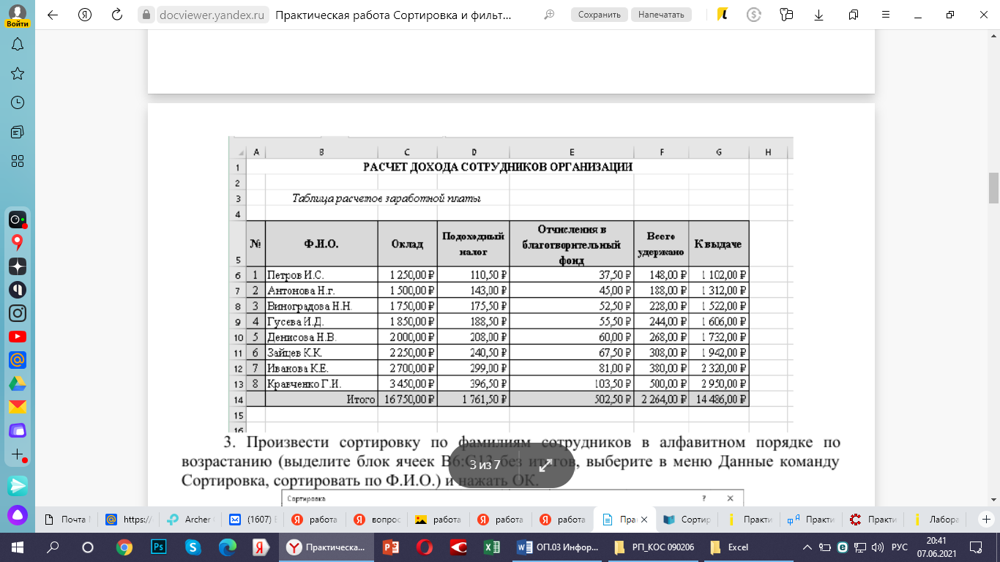 Войти
docviewer.yandex.ru Практическая работа Сортировка и фильт... Сохранить Напечатать
A B C D E F G H
1 РАСЧЕТ ДОХОДА СОТРУДНИКОВ ОРГАНИЗАЦИИ
2
3 Таблица расчетов заработной платы
4
5 № Ф.И.О. Оклад Подоходный налог Отчисления в благотворительный фонд Всего удержано К выдаче
6 1 Петров И.С. 1 250,00 ₽ 110,50 ₽ 37,50 ₽ 148,00 ₽ 1 102,00 ₽
7 2 Антонова Н.г. 1 500,00 ₽ 143,00 ₽ 45,00 ₽ 188,00 ₽ 1 312,00 ₽
8 3 Виноградова Н.Н. 1 750,00 ₽ 175,50 ₽ 52,50 ₽ 228,00 ₽ 1 522,00 ₽
9 4 Гусева И.Д. 1 850,00 ₽ 188,50 ₽ 55,50 ₽ 244,00 ₽ 1 606,00 ₽
10 5 Денисова Н.В. 2 000,00 ₽ 208,00 ₽ 60,00 ₽ 268,00 ₽ 1 732,00 ₽
11 6 Зайцев К.К. 2 250,00 ₽ 240,50 ₽ 67,50 ₽ 308,00 ₽ 1 942,00 ₽
12 7 Иванова К.Е. 2 700,00 ₽ 299,00 ₽ 81,00 ₽ 380,00 ₽ 2 320,00 ₽
13 8 Кравченко Г.И. 3 450,00 ₽ 396,50 ₽ 103,50 ₽ 500,00 ₽ 2 950,00 ₽
14 Итого 16 750,00 ₽ 1 761,50 ₽ 502,50 ₽ 2 264,00 ₽ 14 486,00 ₽
15
16
3. Произвести сортировку по фамилиям сотрудников в алфавитном порядке по
возрастанию (выделите блок ячеек B6:G13 без итогов, выберите в меню Данные команду
Сортировка, сортировать по Ф.И.О.) и нажать ОК.
3 из 7
Сортировка ? ×
Почта https:/ Archer (1607) работа вопрос работа работа работа Пра Сортир Практи Практи Практи Лабора
Практическа... ОП.03 Инфор... РП_КОС 090206 Excel РУС 20:41
07.06.2021